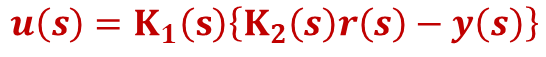 u(s) = K₁(s){K₂(s)r(s) − y(s)}